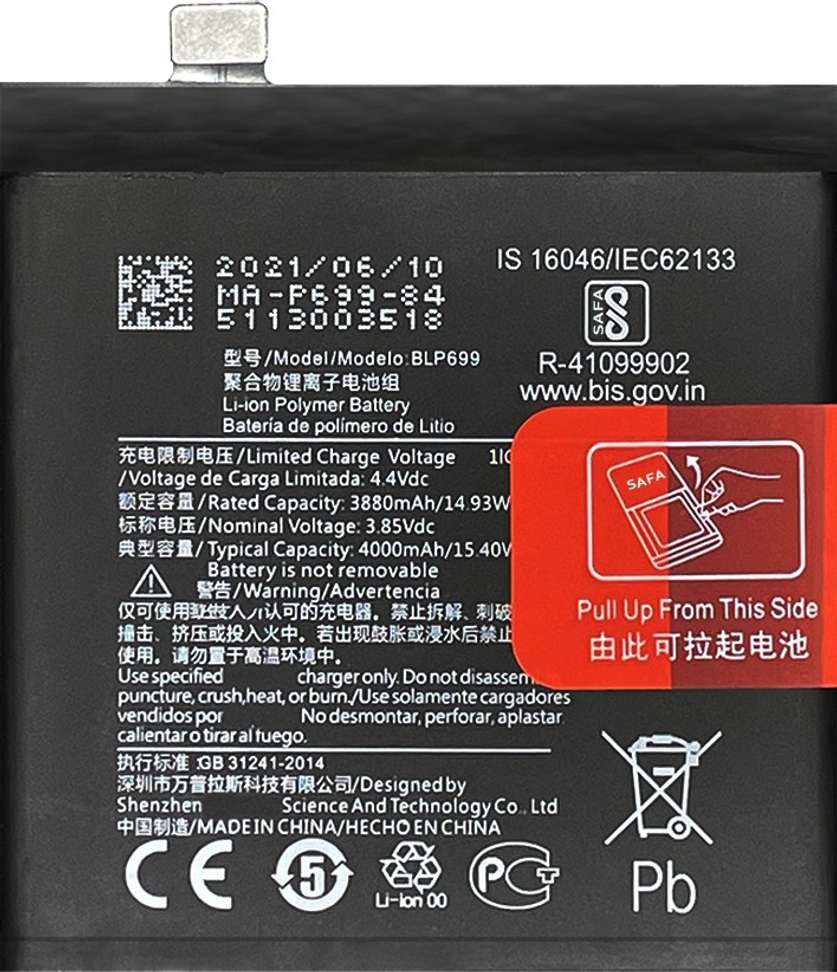 2021/06/10
MA-P699-84
5113003518
IS 16046/IEC62133
SAFA
R-41099902
www.bis.gov.in
型号/Model/Modelo: BLP699
聚合物锂离子电池组
Li-ion Polymer Battery
Batería de polímero de Litio
充电限制电压/Limited Charge Voltage
/Voltage de Carga Limitada: 4.4Vdc
额定容量/Rated Capacity: 3880mAh/14.93W
标称电压/Nominal Voltage: 3.85Vdc
典型容量/Typical Capacity: 4000mAh/15.40W
Battery is not removable
警告/Warning/Advertencia
仅可使用 认可的充电器。禁止拆解、刺破
撞击、挤压或投入火中。若出现鼓胀或浸水后禁止
使用。请勿置于高温环境中。
Use specified charger only. Do not
puncture, crush, heat, or burn./Use solamente cargadores
vendidos por No desmontar, perforar, aplastar
calientar o tirar al fuego.
执行标准 :GB 31241-2014
深圳市万普拉斯科技有限公司/Designed by
Shenzhen Science And Technology Co., Ltd
中国制造/MADE IN CHINA/HECHO EN CHINA
SAFA
Pull Up From This Side
由此可拉起电池
CE
5
Li-ion 00
PCT
Pb